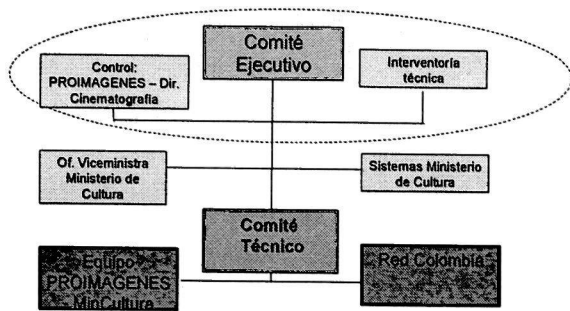 Comité
Ejecutivo
Control:
PROIMAGENES – Dir.
Cinematografia
Interventoría
técnica
Of. Viceministra
Ministerio de
Cultura
Sistemas Ministerio
de Cultura
Comité
Técnico
Equipo
PROIMAGENES
MinCultura
Red Colombia